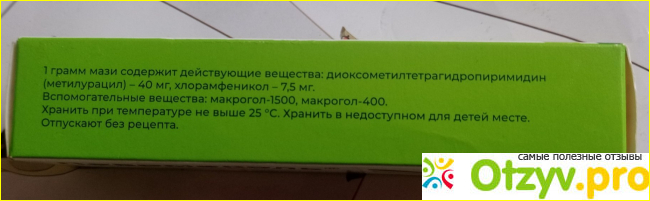 1 грамм мази содержит действующие вещества: диоксометилтетрагидропиримидин
(метилурацил) – 40 мг, хлорамфеникол – 7,5 мг.
Вспомогательные вещества: макрогол-1500, макрогол-400.
Хранить при температуре не выше 25 °С. Хранить в недоступном для детей месте.
Отпускают без рецепта.
самые полезные отзывы
Otzyv.pro